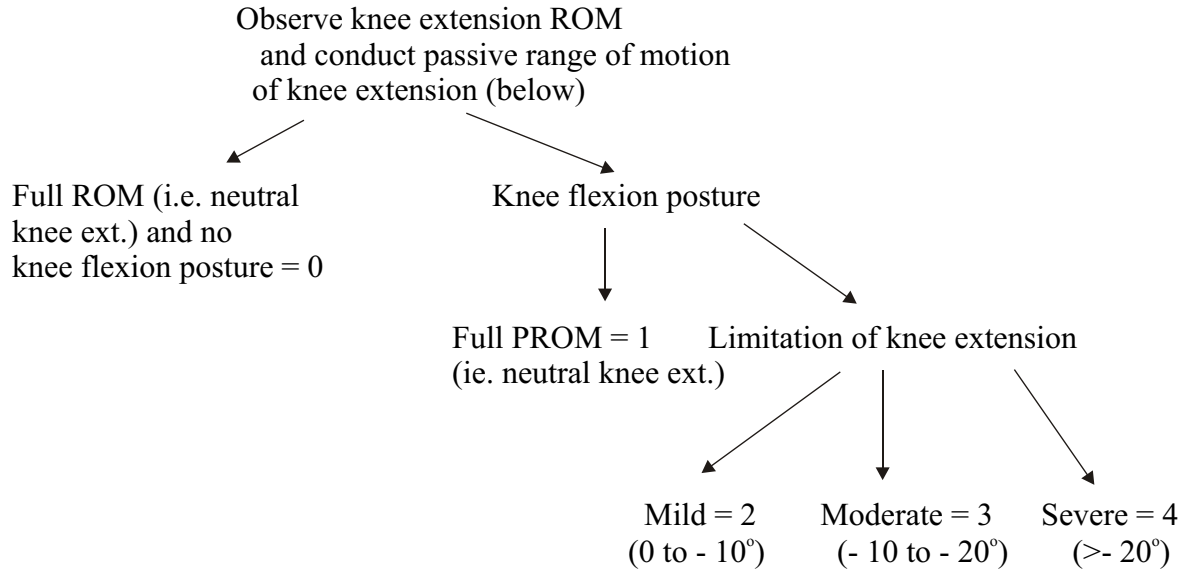 Observe knee extension ROM
and conduct passive range of motion
of knee extension (below)
Full ROM (i.e. neutral
knee ext.) and no
knee flexion posture = 0
Knee flexion posture
Full PROM = 1
(ie. neutral knee ext.)
Limitation of knee extension
Mild = 2
(0 to - 10°)
Moderate = 3
(- 10 to - 20°)
Severe = 4
(>- 20°)